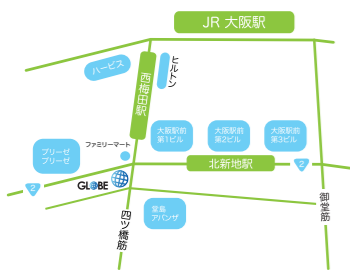 JR 大阪駅
ハービス
ヒルトン
西梅田駅
大阪駅前
第1ビル
大阪駅前
第2ビル
大阪駅前
第3ビル
ファミリーマート
ブリーゼ
ブリーゼ
北新地駅
2
GLOBE
2
堂島
アバンザ
四ツ橋筋
御堂筋